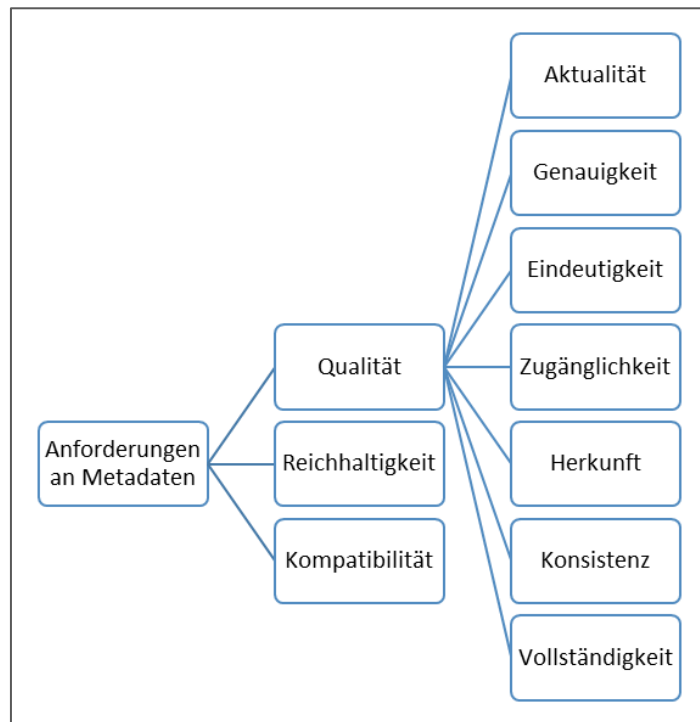 Anforderungen
an Metadaten
Qualität
Reichhaltigkeit
Kompatibilität
Aktualität
Genauigkeit
Eindeutigkeit
Zugänglichkeit
Herkunft
Konsistenz
Vollständigkeit